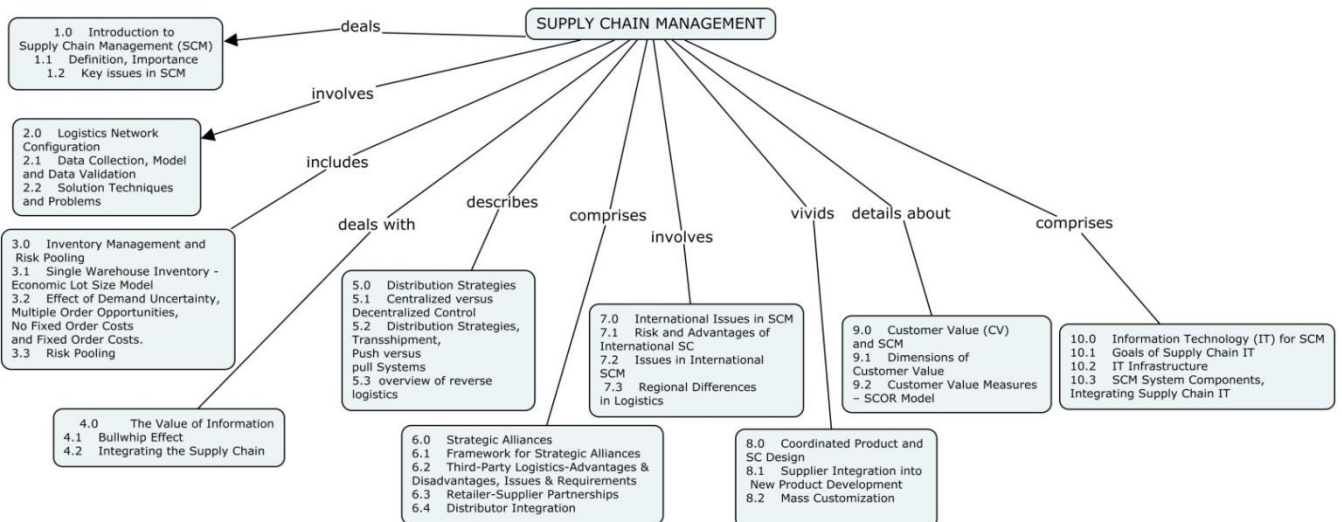 SUPPLY CHAIN MANAGEMENT
deals
1.0 Introduction to
Supply Chain Management (SCM)
1.1 Definition, Importance
1.2 Key issues in SCM
involves
2.0 Logistics Network
Configuration
2.1 Data Collection, Model
and Data Validation
2.2 Solution Techniques
and Problems
includes
3.0 Inventory Management and
Risk Pooling
3.1 Single Warehouse Inventory -
Economic Lot Size Model
3.2 Effect of Demand Uncertainty,
Multiple Order Opportunities,
No Fixed Order Costs
and Fixed Order Costs.
3.3 Risk Pooling
deals with
4.0 The Value of Information
4.1 Bullwhip Effect
4.2 Integrating the Supply Chain
describes
5.0 Distribution Strategies
5.1 Centralized versus
Decentralized Control
5.2 Distribution Strategies,
Transshipment,
Push versus
pull Systems
5.3 overview of reverse
logistics
comprises
6.0 Strategic Alliances
6.1 Framework for Strategic Alliances
6.2 Third-Party Logistics-Advantages &
Disadvantages, Issues & Requirements
6.3 Retailer-Supplier Partnerships
6.4 Distributor Integration
involves
7.0 International Issues in SCM
7.1 Risk and Advantages of
International SC
7.2 Issues in International
SCM
7.3 Regional Differences
in Logistics
vivids
8.0 Coordinated Product and
SC Design
8.1 Supplier Integration into
New Product Development
8.2 Mass Customization
details about
9.0 Customer Value (CV)
and SCM
9.1 Dimensions of
Customer Value
9.2 Customer Value Measures
– SCOR Model
comprises
10.0 Information Technology (IT) for SCM
10.1 Goals of Supply Chain IT
10.2 IT Infrastructure
10.3 SCM System Components,
Integrating Supply Chain IT